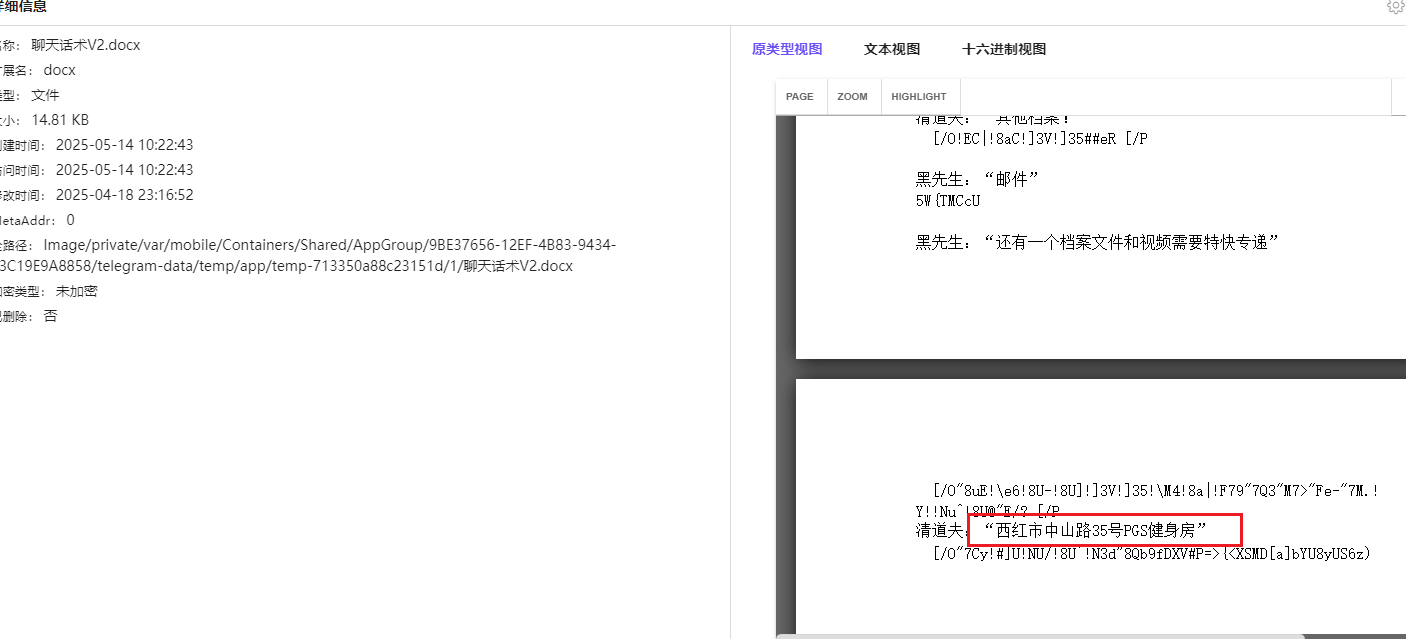 详细信息
名称： 聊天话术V2.docx
扩展名： docx
类型： 文件
大小： 14.81 KB
创建时间： 2025-05-14 10:22:43
访问时间： 2025-05-14 10:22:43
修改时间： 2025-04-18 23:16:52
MetaAddr： 0
全路径： Image/private/var/mobile/Containers/Shared/AppGroup/9BE37656-12EF-4B83-9434-
3C19E9A8858/telegram-data/temp/app/temp-713350a88c23151d/1/聊天话术V2.docx
加密类型： 未加密
已删除： 否
原类型视图 文本视图 十六进制视图
PAGE ZOOM HIGHLIGHT
清道夫：“其他档案！
[/O!EC|!8aC!]3V!]35##eR [/P
黑先生：“邮件”
5W{TMCcU
黑先生：“还有一个档案文件和视频需要特快专递”
[/O"8uE!\e6!8U-!8U]!]3V!]35!\M4!8a|!F79"7Q3"M7>"Fe-"7M.!
Y!!Nu^!8U@"E/? [/P
清道夫：“西红市中山路35号PGS健身房”
[/O"7Cy!#]U!NU/!8U`!N3d"8Qb9fDXV#P=>{<XSMD[a]bYU8yUS6z)